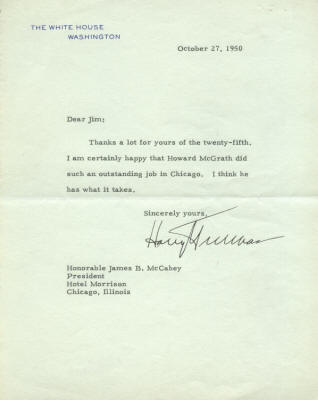 THE WHITE HOUSE
WASHINGTON
October 27, 1950
Dear Jim:
Thanks a lot for yours of the twenty-fifth.
I am certainly happy that Howard McGrath did
such an outstanding job in Chicago. I think he
has what it takes.
Sincerely yours,
Harry Truman
Honorable James B. McCahey
President
Hotel Morrison
Chicago, Illinois